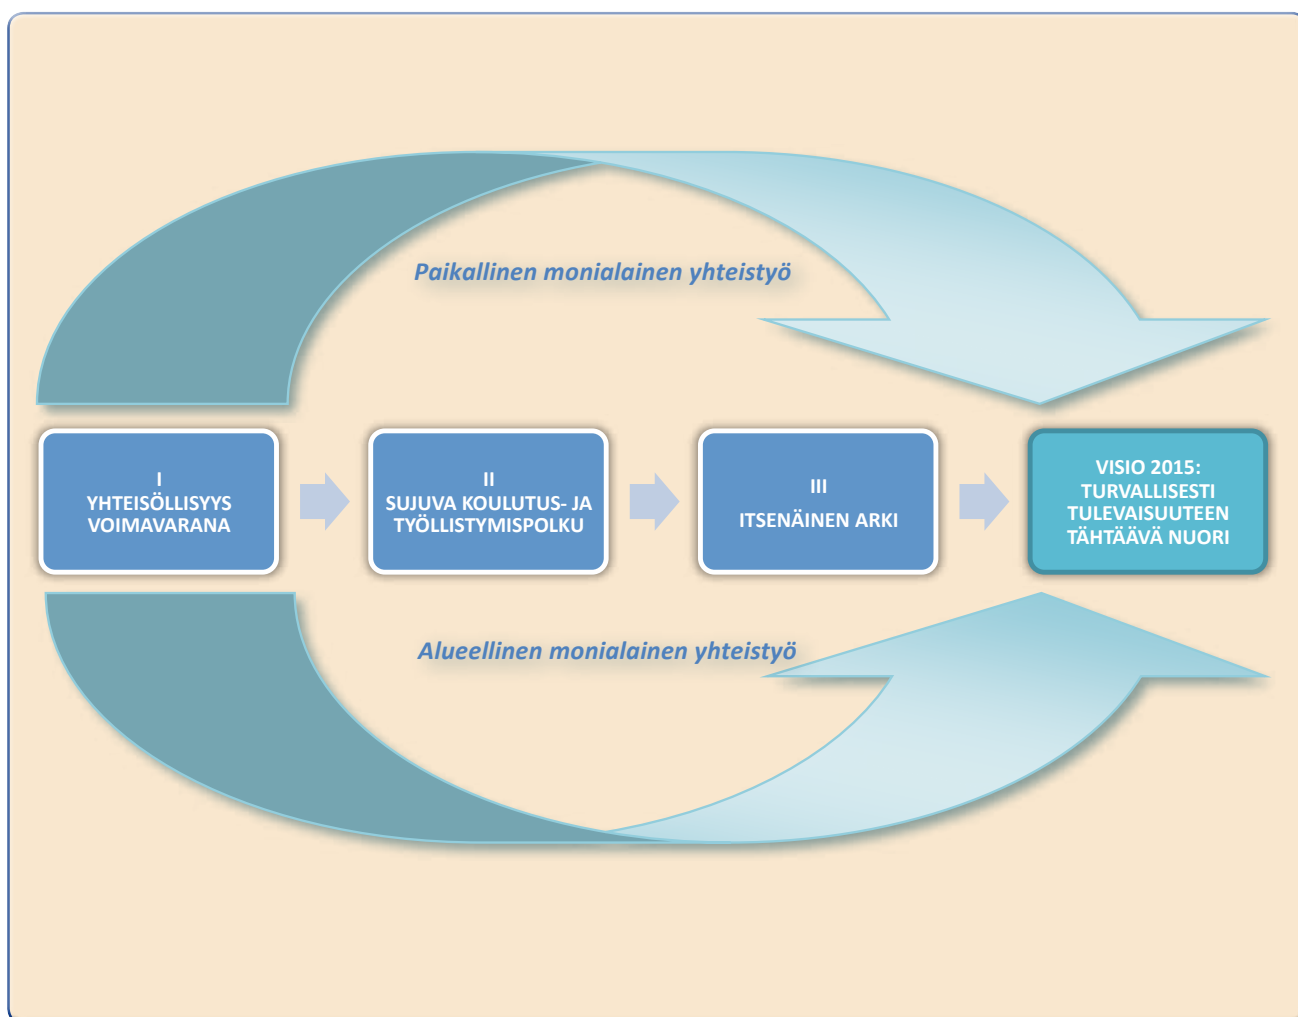 Paikallinen monialainen yhteistyö
I
YHTEISÖLLISYYS
VOIMAVARANA
II
SUJUVA KOULUTUS- JA
TYÖLLISTYMISPOLKU
III
ITSENÄINEN ARKI
VISIO 2015:
TURVALLISESTI
TULEVAISUUTEEN
TÄHTÄÄVÄ NUORI
Alueellinen monialainen yhteistyö